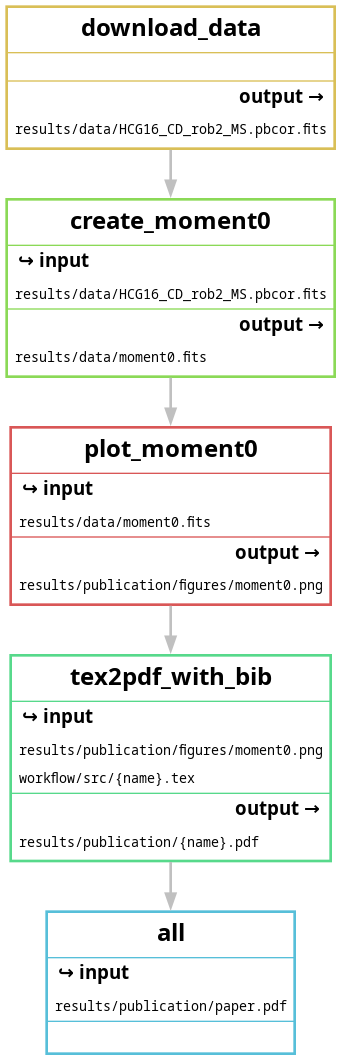 download_data
output →
results/data/HCG16_CD_rob2_MS.pbcor.fits
create_moment0
↪ input
results/data/HCG16_CD_rob2_MS.pbcor.fits
output →
results/data/moment0.fits
plot_moment0
↪ input
results/data/moment0.fits
output →
results/publication/figures/moment0.png
tex2pdf_with_bib
↪ input
results/publication/figures/moment0.png
workflow/src/{name}.tex
output →
results/publication/{name}.pdf
all
↪ input
results/publication/paper.pdf